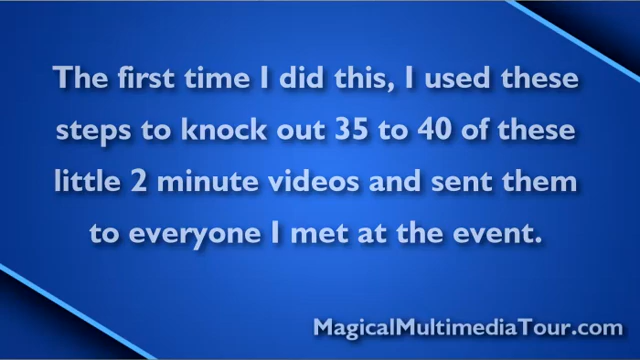 The first time I did this, I used these
steps to knock out 35 to 40 of these
little 2 minute videos and sent them
to everyone I met at the event.
MagicalMultimediaTour.com